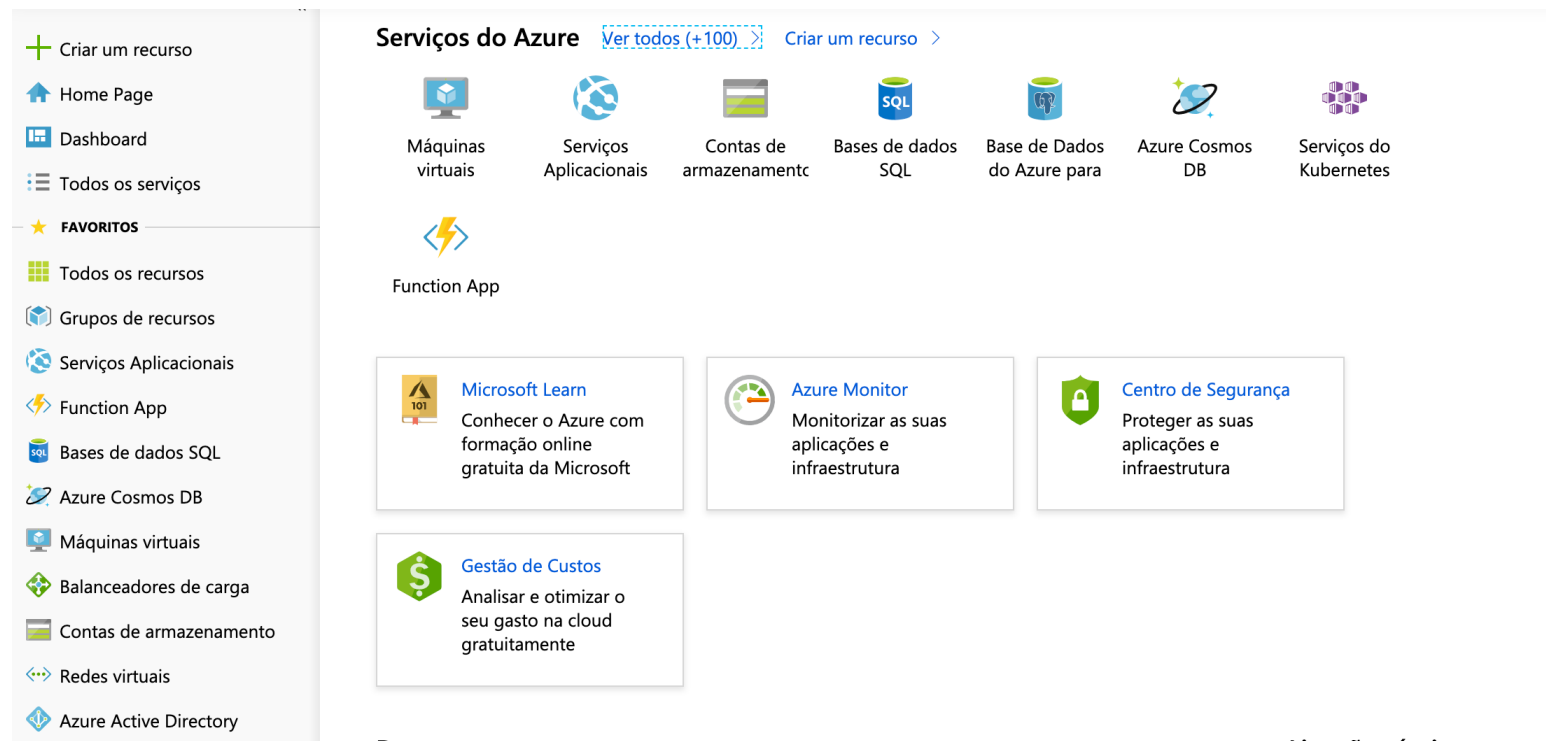 Criar um recurso
Home Page
Dashboard
Todos os serviços
FAVORITOS
Todos os recursos
Grupos de recursos
Serviços Aplicacionais
Function App
SQL
Bases de dados SQL
Azure Cosmos DB
Máquinas virtuais
Balanceadores de carga
Contas de armazenamento
Redes virtuais
Azure Active Directory
Serviços do Azure Ver todos (+100) Criar um recurso
Máquinas
virtuais
Serviços
Aplicacionais
Contas de
armazenamento
SQL
Bases de dados
SQL
Base de Dados
do Azure para
Azure Cosmos
DB
Serviços do
Kubernetes
Function App
101
Microsoft Learn
Conhecer o Azure com
formação online
gratuita da Microsoft
Azure Monitor
Monitorizar as suas
aplicações e
infraestrutura
Centro de Segurança
Proteger as suas
aplicações e
infraestrutura
$
Gestão de Custos
Analisar e otimizar o
seu gasto na cloud
gratuitamente